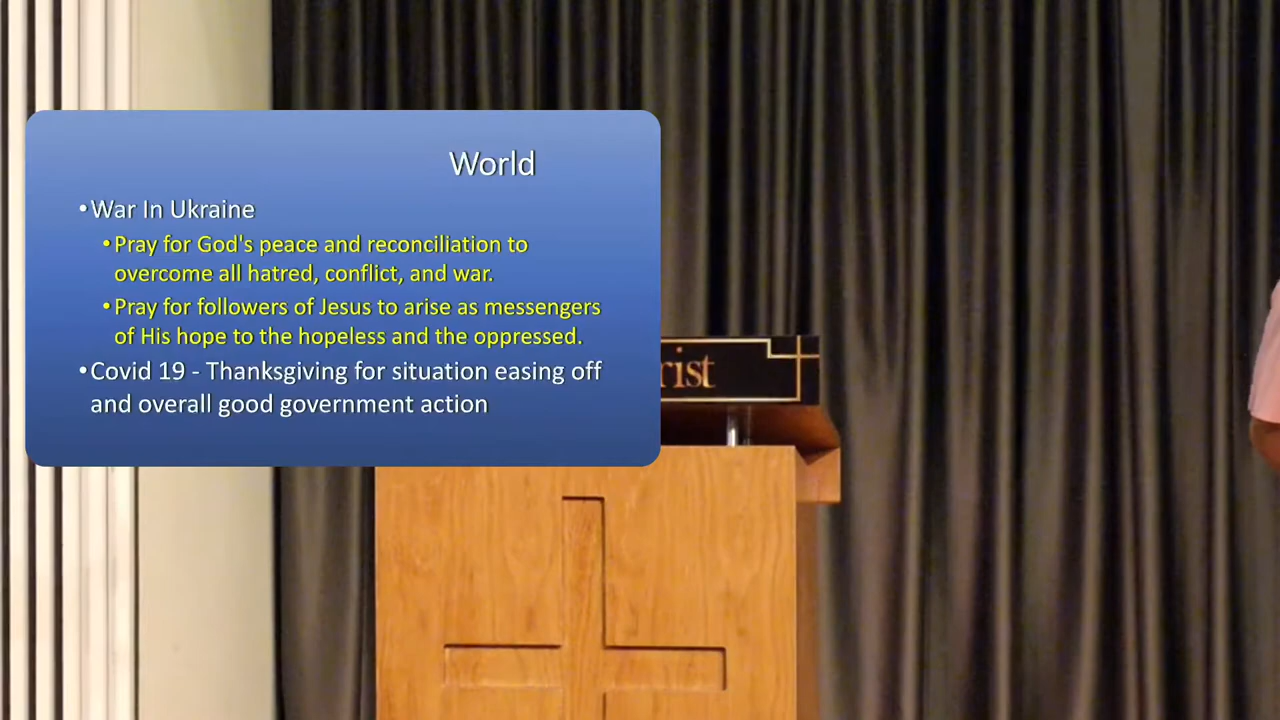 World
•War In Ukraine
•Pray for God's peace and reconciliation to
overcome all hatred, conflict, and war.
•Pray for followers of Jesus to arise as messengers
of His hope to the hopeless and the oppressed.
•Covid 19 - Thanksgiving for situation easing off
and overall good government action
rist